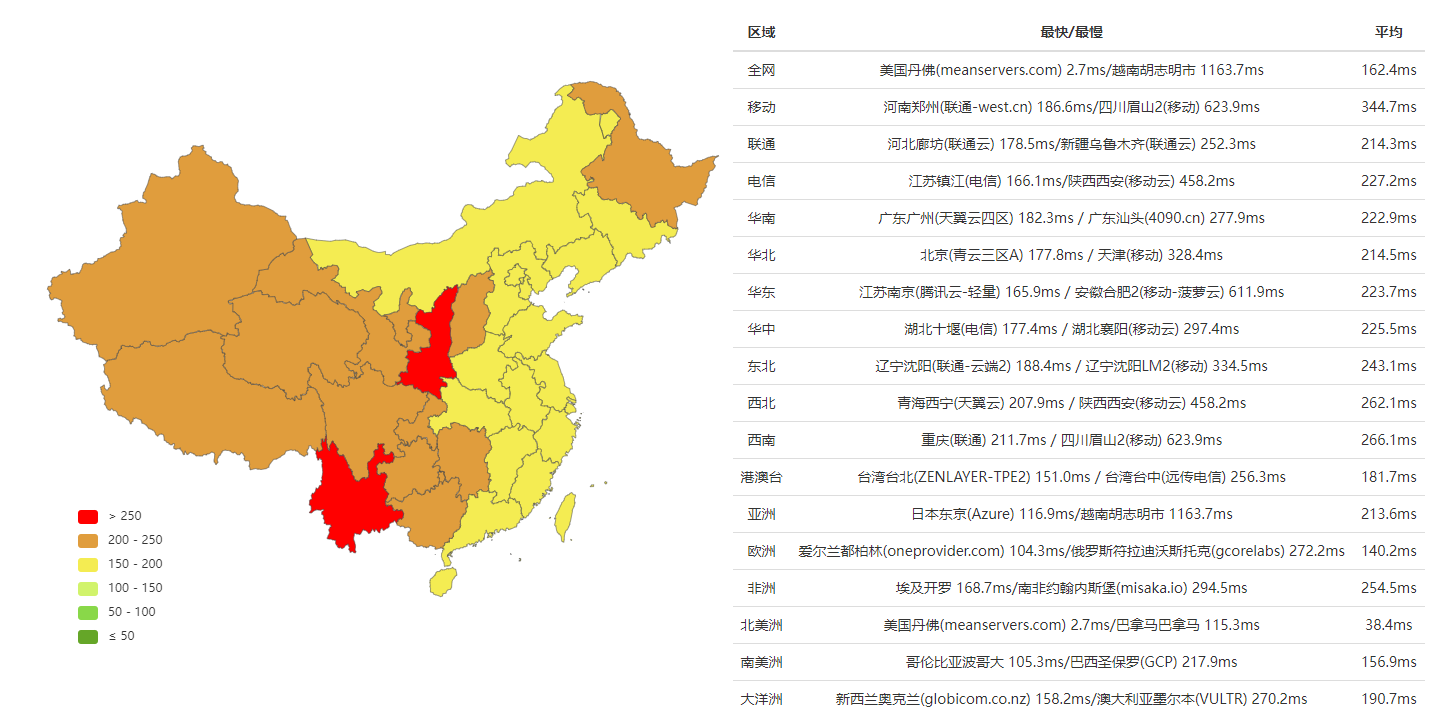 区域 最快/最慢 平均
全网 美国丹佛(meanservers.com) 2.7ms/越南胡志明市 1163.7ms 162.4ms
移动 河南郑州(联通-west.cn) 186.6ms/四川眉山2(移动) 623.9ms 344.7ms
联通 河北廊坊(联通云) 178.5ms/新疆乌鲁木齐(联通云) 252.3ms 214.3ms
电信 江苏镇江(电信) 166.1ms/陕西西安(移动云) 458.2ms 227.2ms
华南 广东广州(天翼云四区) 182.3ms / 广东汕头(4090.cn) 277.9ms 222.9ms
华北 北京(青云三区A) 177.8ms / 天津(移动) 328.4ms 214.5ms
华东 江苏南京(腾讯云-轻量) 165.9ms / 安徽合肥2(移动-菠萝云) 611.9ms 223.7ms
华中 湖北十堰(电信) 177.4ms / 湖北襄阳(移动云) 297.4ms 225.5ms
东北 辽宁沈阳(联通-云端2) 188.4ms / 辽宁沈阳LM2(移动) 334.5ms 243.1ms
西北 青海西宁(天翼云) 207.9ms / 陕西西安(移动云) 458.2ms 262.1ms
西南 重庆(联通) 211.7ms / 四川眉山2(移动) 623.9ms 266.1ms
港澳台 台湾台北(ZENLAYER-TPE2) 151.0ms / 台湾台中(远传电信) 256.3ms 181.7ms
亚洲 日本东京(Azure) 116.9ms/越南胡志明市 1163.7ms 213.6ms
欧洲 爱尔兰都柏林(oneprovider.com) 104.3ms/俄罗斯符拉迪沃斯托克(gcorelabs) 272.2ms 140.2ms
非洲 埃及开罗 168.7ms/南非约翰内斯堡(misaka.io) 294.5ms 254.5ms
北美洲 美国丹佛(meanservers.com) 2.7ms/巴拿马巴拿马 115.3ms 38.4ms
南美洲 哥伦比亚波哥大 105.3ms/巴西圣保罗(GCP) 217.9ms 156.9ms
大洋洲 新西兰奥克兰(globicom.co.nz) 158.2ms/澳大利亚墨尔本(VULTR) 270.2ms 190.7ms
> 250
200 - 250
150 - 200
100 - 150
50 - 100
≤ 50